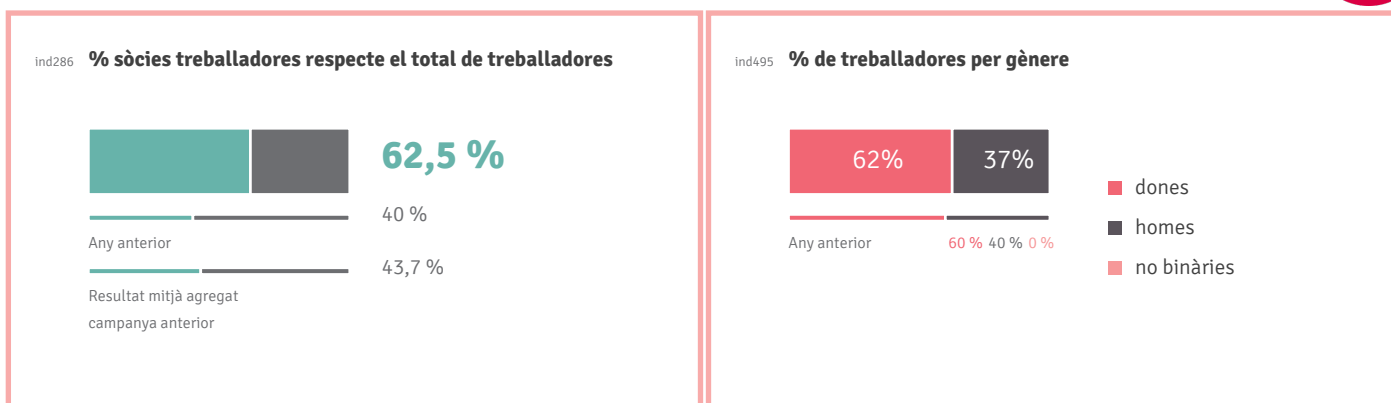 ind286 % sòcies treballadores respecte el total de treballadores
62,5 %
40 %
Any anterior
43,7 %
Resultat mitjà agregat
campanya anterior
ind495 % de treballadores per gènere
62% 37%
Any anterior 60 % 40 % 0 %
dones
homes
no binàries